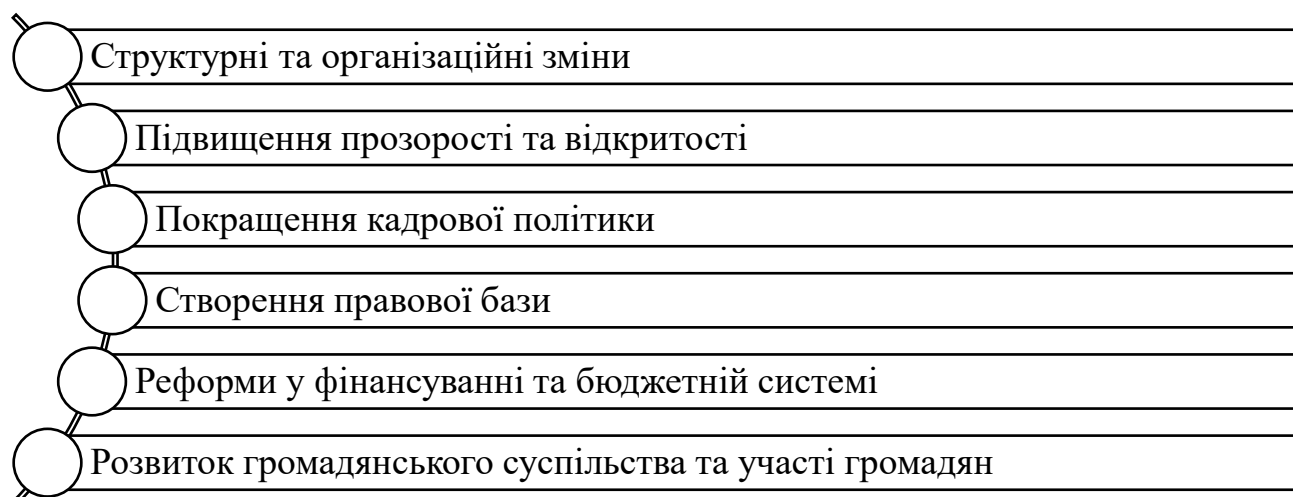 Структурні та організаційні зміни
Підвищення прозорості та відкритості
Покращення кадрової політики
Створення правової бази
Реформи у фінансуванні та бюджетній системі
Розвиток громадянського суспільства та участі громадян